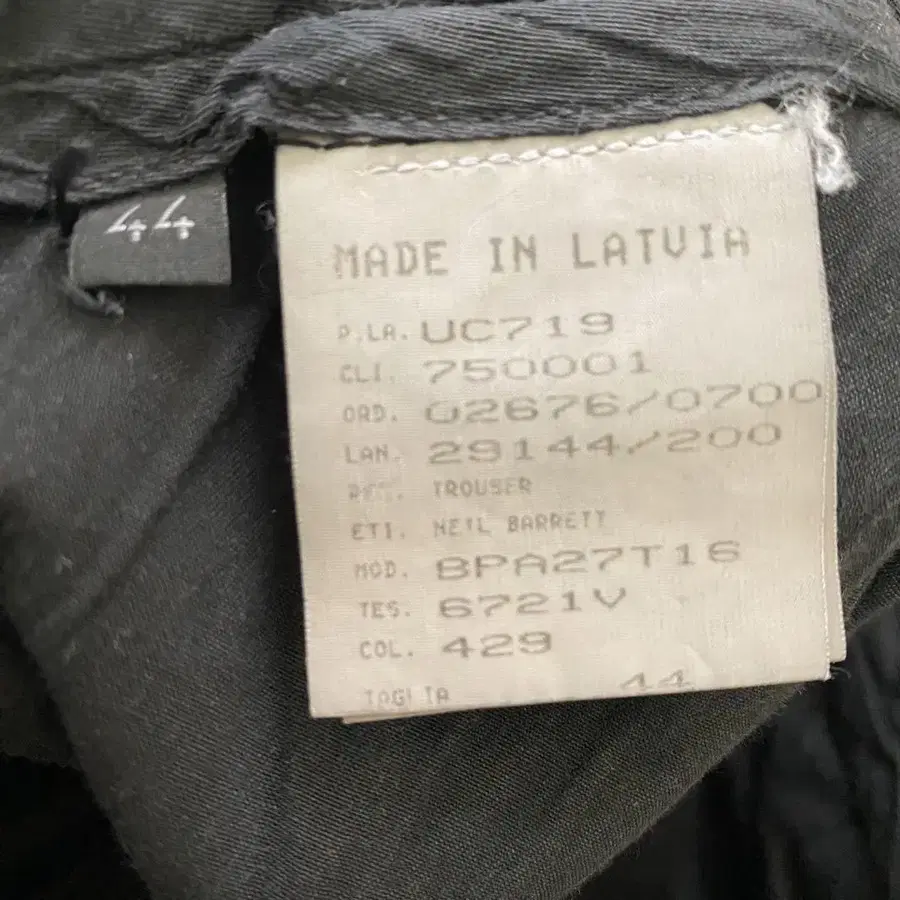 44
MADE IN LATVIA
P.LA. UC719
CLI. 750001
ORD. 02676/0700
LAN. 29144/200
TROUSER
ETI. NEIL BARRETT
MOD. BPA27T16
TES. 6721V
COL. 429
TAGLIA 44